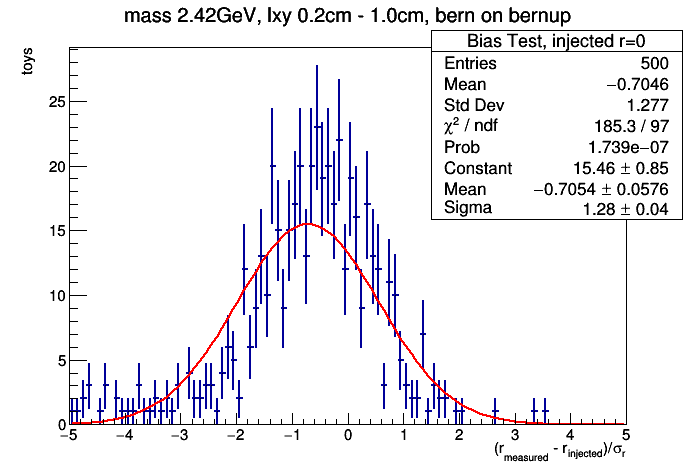 mass 2.42GeV, lxy 0.2cm - 1.0cm, bern on bernup
Bias Test, injected r=0
Entries 500
Mean −0.7046
Std Dev 1.277
χ² / ndf 185.3 / 97
Prob 1.739e−07
Constant 15.46 ± 0.85
Mean −0.7054 ± 0.0576
Sigma 1.28 ± 0.04
toys
25
20
15
10
5
0
−5 −4 −3 −2 −1 0 1 2 3 4 5
(r_measured - r_injected)/σ_r